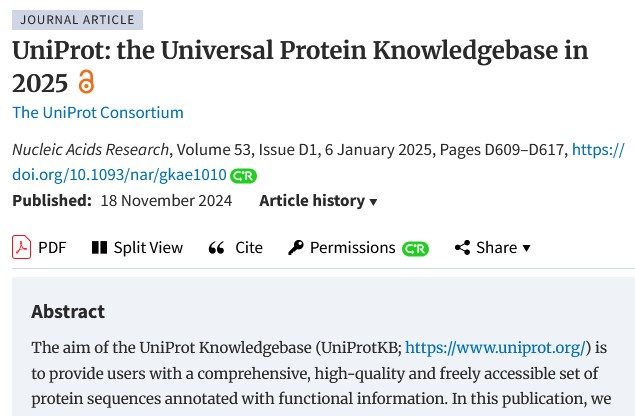 JOURNAL ARTICLE
UniProt: the Universal Protein Knowledgebase in
2025
The UniProt Consortium
Nucleic Acids Research, Volume 53, Issue D1, 6 January 2025, Pages D609–D617, https://
doi.org/10.1093/nar/gkae1010
Published: 18 November 2024 Article history ▼
PDF Split View Cite Permissions Share ▼
Abstract
The aim of the UniProt Knowledgebase (UniProtKB; https://www.uniprot.org/) is
to provide users with a comprehensive, high-quality and freely accessible set of
protein sequences annotated with functional information. In this publication, we